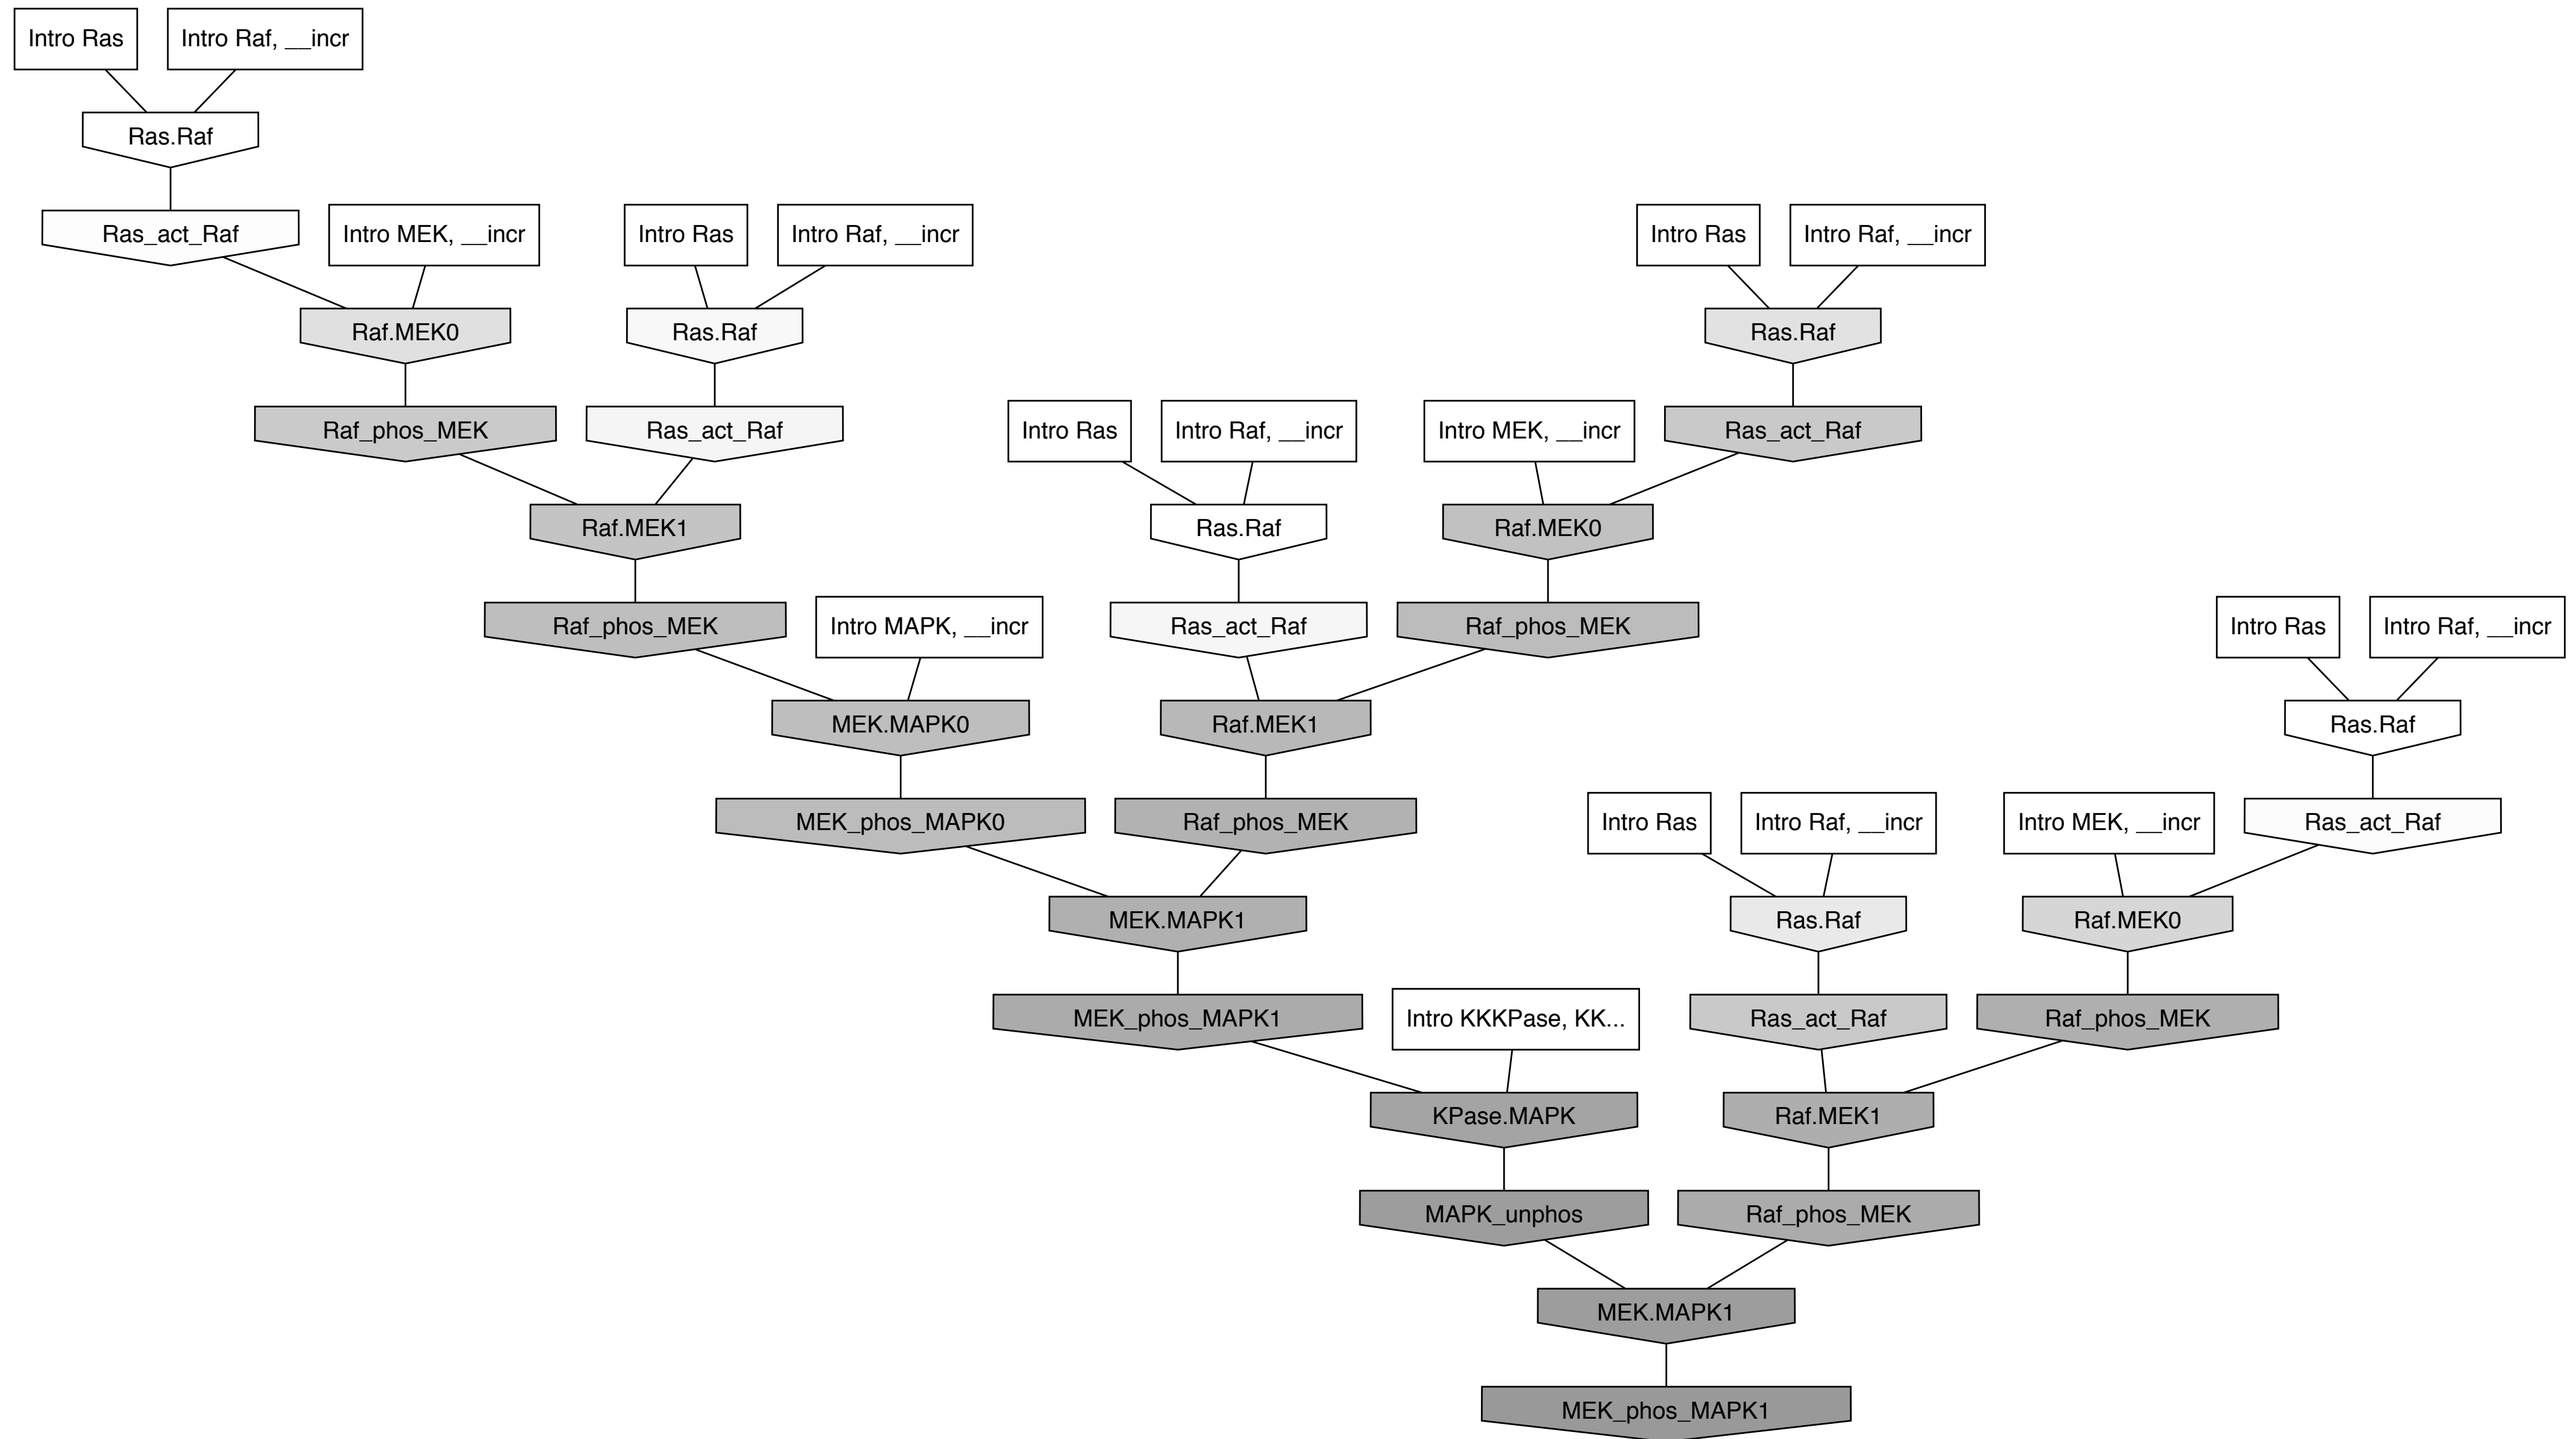 Intro Ras
Intro Raf, __incr
Ras.Raf
Ras_act_Raf
Intro MEK, __incr
Intro Ras
Intro Raf, __incr
Intro Ras
Intro Raf, __incr
Raf.MEK0
Ras.Raf
Ras.Raf
Raf_phos_MEK
Ras_act_Raf
Intro Ras
Intro Raf, __incr
Intro MEK, __incr
Ras_act_Raf
Raf.MEK1
Ras.Raf
Raf.MEK0
Raf_phos_MEK
Intro MAPK, __incr
Ras_act_Raf
Raf_phos_MEK
Intro Ras
Intro Raf, __incr
MEK.MAPK0
Raf.MEK1
Ras.Raf
MEK_phos_MAPK0
Raf_phos_MEK
Intro Ras
Intro Raf, __incr
Intro MEK, __incr
Ras_act_Raf
MEK.MAPK1
Ras.Raf
Raf.MEK0
MEK_phos_MAPK1
Intro KKKPase, KK...
Ras_act_Raf
Raf_phos_MEK
KPase.MAPK
Raf.MEK1
MAPK_unphos
Raf_phos_MEK
MEK.MAPK1
MEK_phos_MAPK1